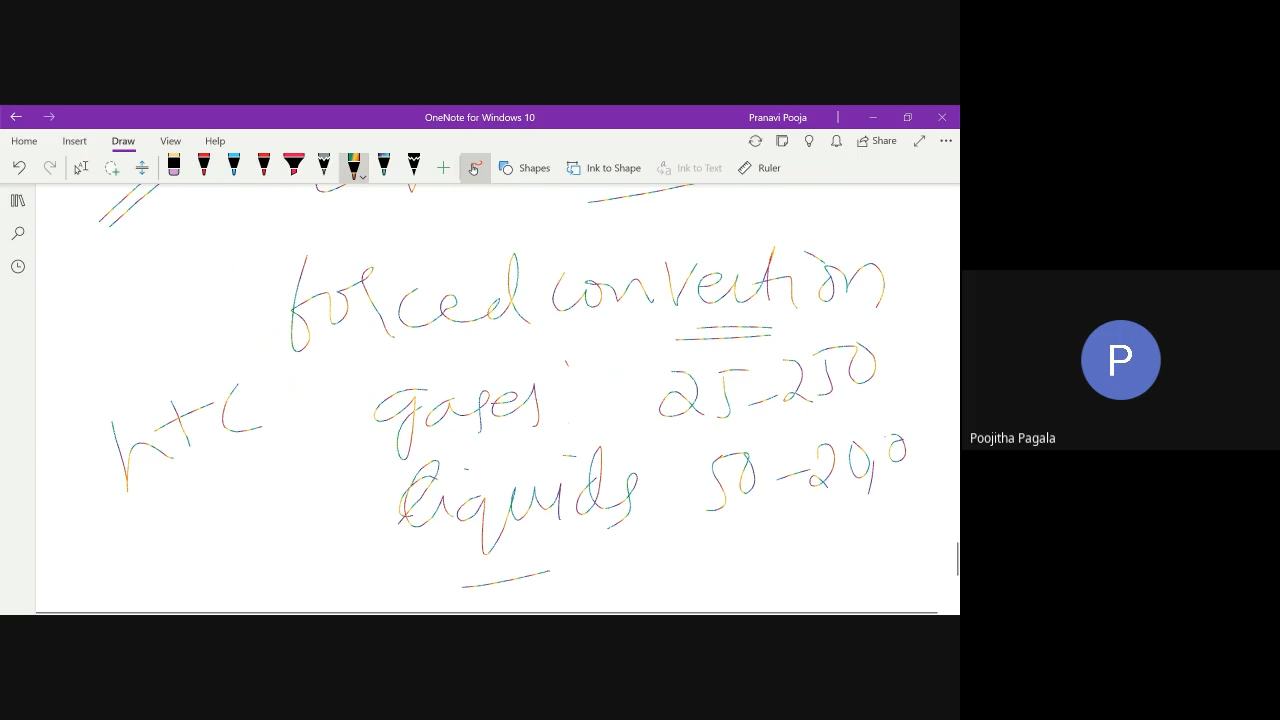 OneNote for Windows 10
Pranavi Pooja
Home Insert Draw View Help
Share
Shapes Ink to Shape Ink to Text Ruler
forced convection
gases 25-250
htc
liquids 50-20,0
P
Poojitha Pagala